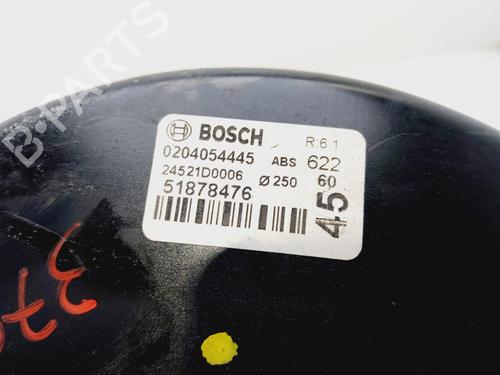 B-PARTS
BOSCH R61
0204054445 ABS 622
24521D0006 Ø250 60
51878476
45